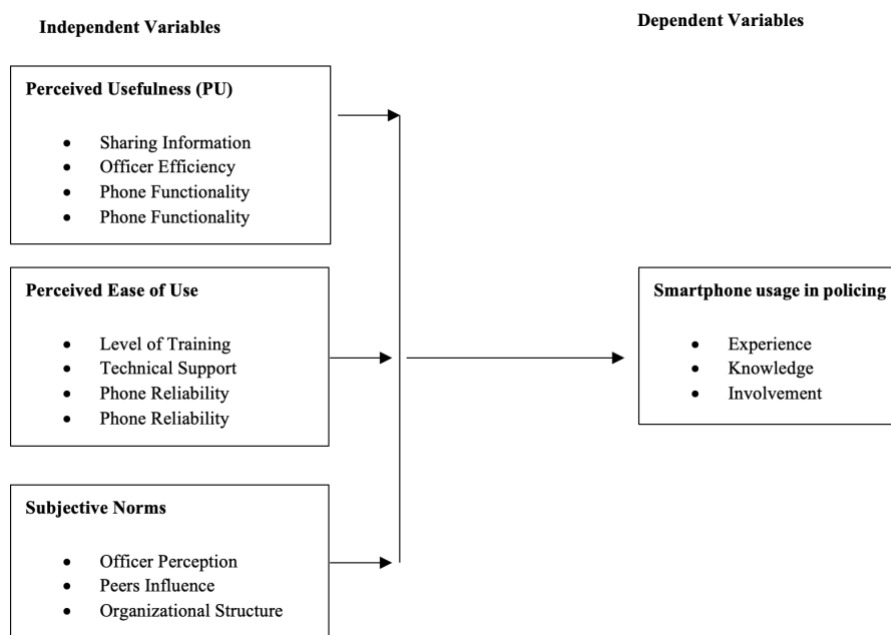 Independent Variables
Dependent Variables
Perceived Usefulness (PU)
• Sharing Information
• Officer Efficiency
• Phone Functionality
• Phone Functionality
Perceived Ease of Use
• Level of Training
• Technical Support
• Phone Reliability
• Phone Reliability
Subjective Norms
• Officer Perception
• Peers Influence
• Organizational Structure
Smartphone usage in policing
• Experience
• Knowledge
• Involvement